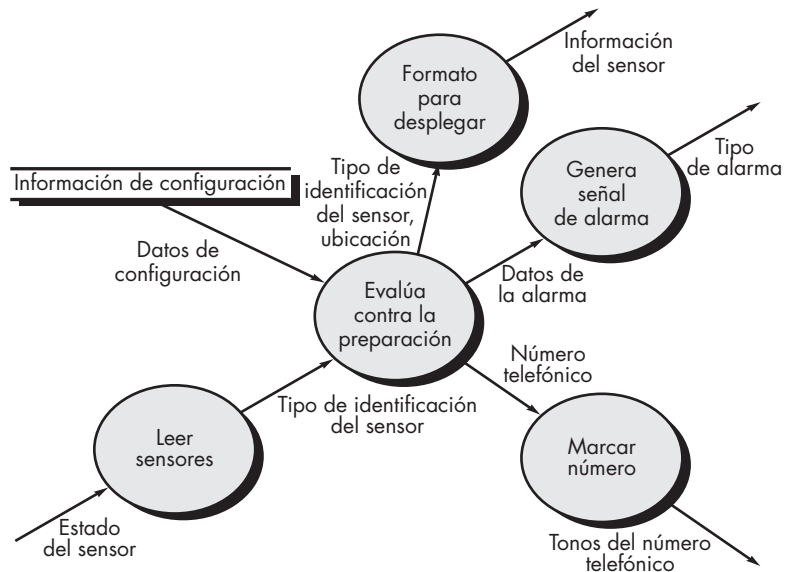 Formato
para
desplegar
Información
del sensor
Genera
señal
de alarma
Tipo
de alarma
Información de configuración
Tipo de
identificación
del sensor,
ubicación
Datos de
configuración
Evalúa
contra la
preparación
Datos de
la alarma
Número
telefónico
Tipo de identificación
del sensor
Leer
sensores
Marcar
número
Estado
del sensor
Tonos del número
telefónico